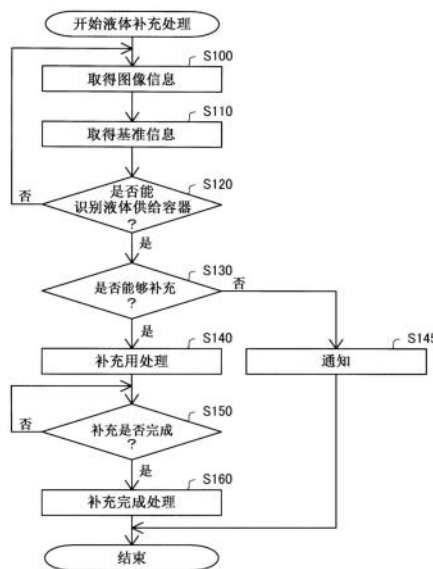 开始液体补充处理
S100
取得图像信息
S110
取得基准信息
S120
是否能
识别液体供给容器
?
否
是
S130
是否能够补充
?
否
是
S140
补充用处理
S145
通知
S150
补充是否完成
?
否
是
S160
补充完成处理
结束